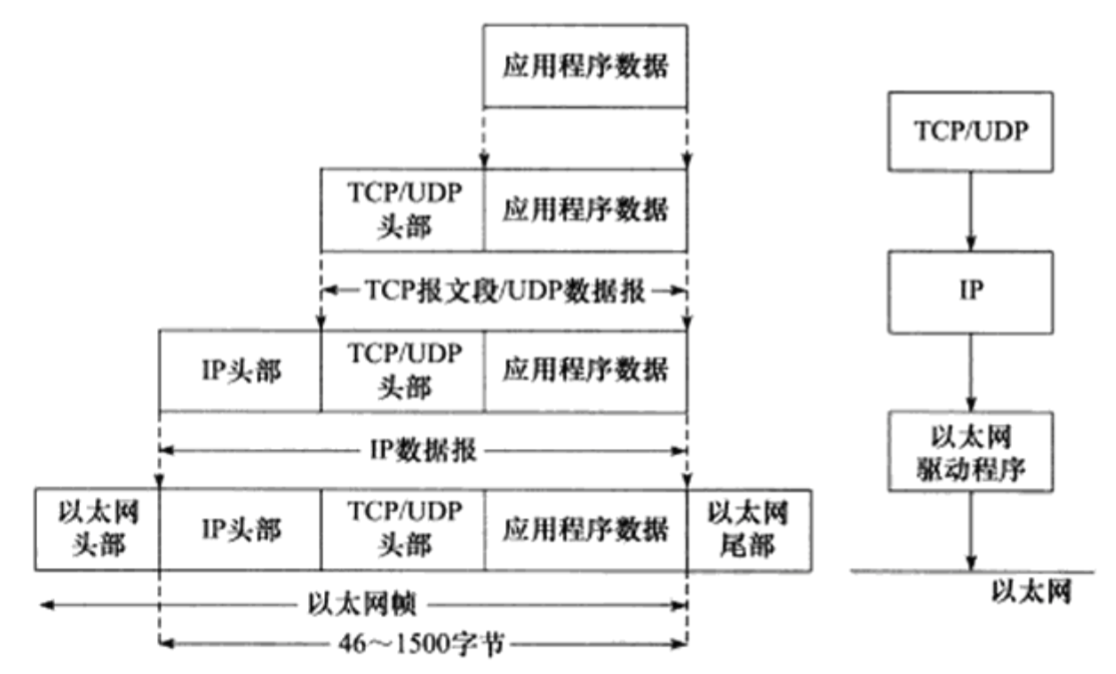 应用程序数据
TCP/UDP
头部
应用程序数据
TCP报文段/UDP数据报
IP头部
TCP/UDP
头部
应用程序数据
IP数据报
以太网
头部
IP头部
TCP/UDP
头部
应用程序数据
以太网
尾部
以太网帧
46～1500字节
TCP/UDP
IP
以太网
驱动程序
以太网